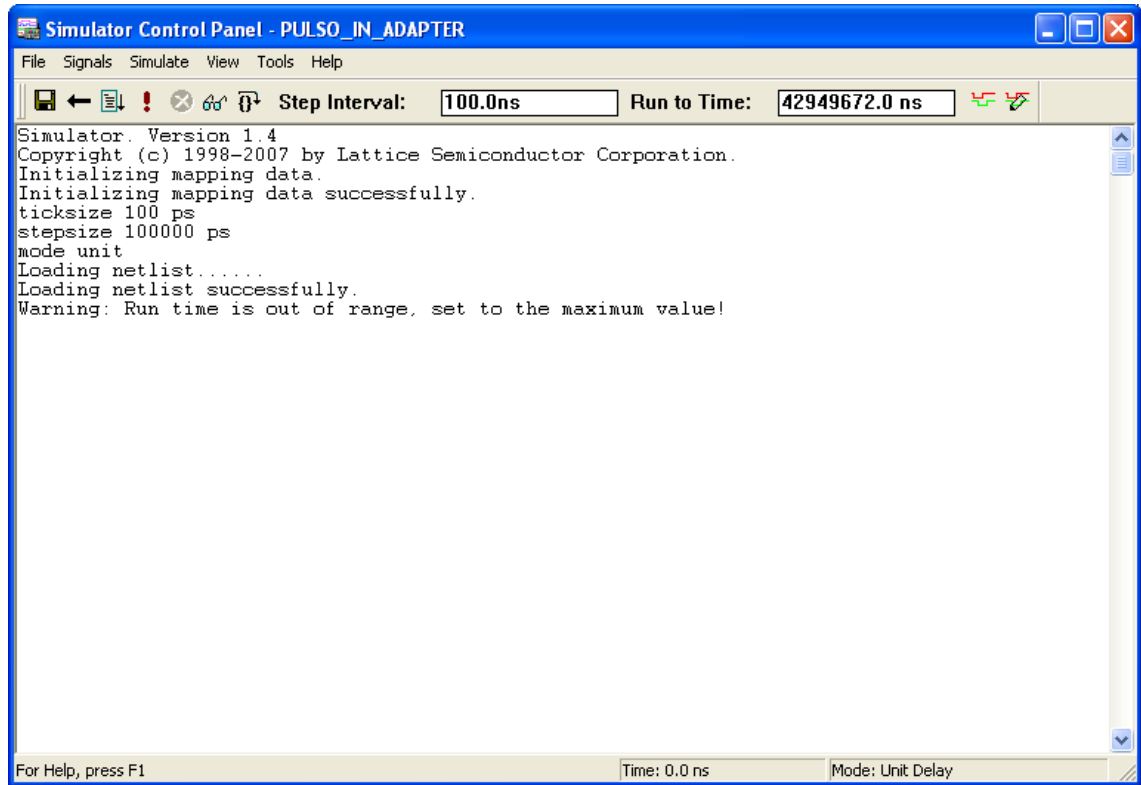 Simulator Control Panel - PULSO_IN_ADAPTER
File Signals Simulate View Tools Help
Step Interval: 100.0ns Run to Time: 42949672.0 ns
Simulator. Version 1.4
Copyright (c) 1998-2007 by Lattice Semiconductor Corporation.
Initializing mapping data.
Initializing mapping data successfully.
ticksize 100 ps
stepsize 100000 ps
mode unit
Loading netlist......
Loading netlist successfully.
Warning: Run time is out of range, set to the maximum value!
For Help, press F1 Time: 0.0 ns Mode: Unit Delay